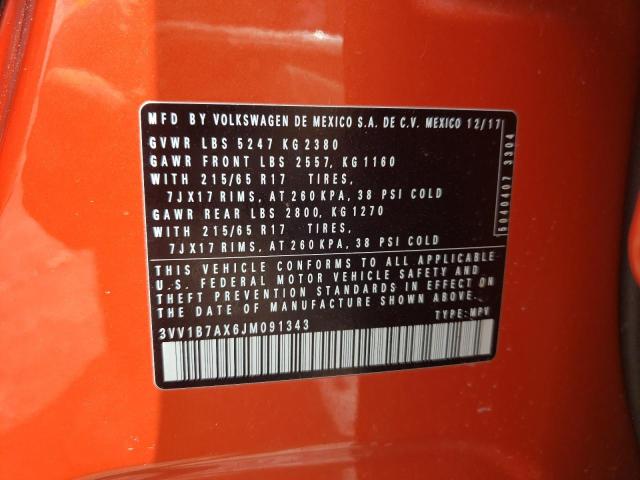 MFD BY VOLKSWAGEN DE MEXICO S.A. DE C.V. MEXICO 12/17
GVWR LBS 5247 KG 2380
GAWR FRONT LBS 2557, KG 1160
WITH 215/65 R17 TIRES,
7JX17 RIMS, AT 260 KPA, 38 PSI COLD
GAWR REAR LBS 2800, KG 1270
WITH 215/65 R17 TIRES,
7JX17 RIMS, AT 260 KPA, 38 PSI COLD
THIS VEHICLE CONFORMS TO ALL APPLICABLE
U.S. FEDERAL MOTOR VEHICLE SAFETY AND
THEFT PREVENTION STANDARDS IN EFFECT ON
THE DATE OF MANUFACTURE SHOWN ABOVE.
3VV1B7AX6JM091343 TYPE: MPV
5040407 3304